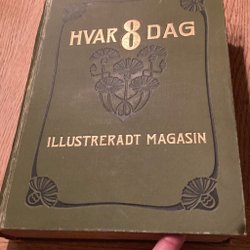 HVAR 8 DAG
ILLUSTRERADT MAGASIN